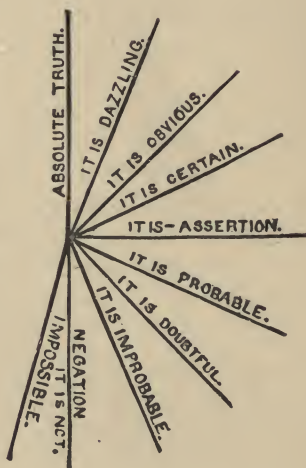 ABSOLUTE TRUTH.
IT IS DAZZLING.
IT IS OBVIOUS.
IT IS CERTAIN.
IT IS-ASSERTION.
IT IS PROBABLE.
IT IS DOUBTFUL.
IT IS IMPROBABLE.
NEGATION
IT IS NCT.
IMPOSSIBLE.